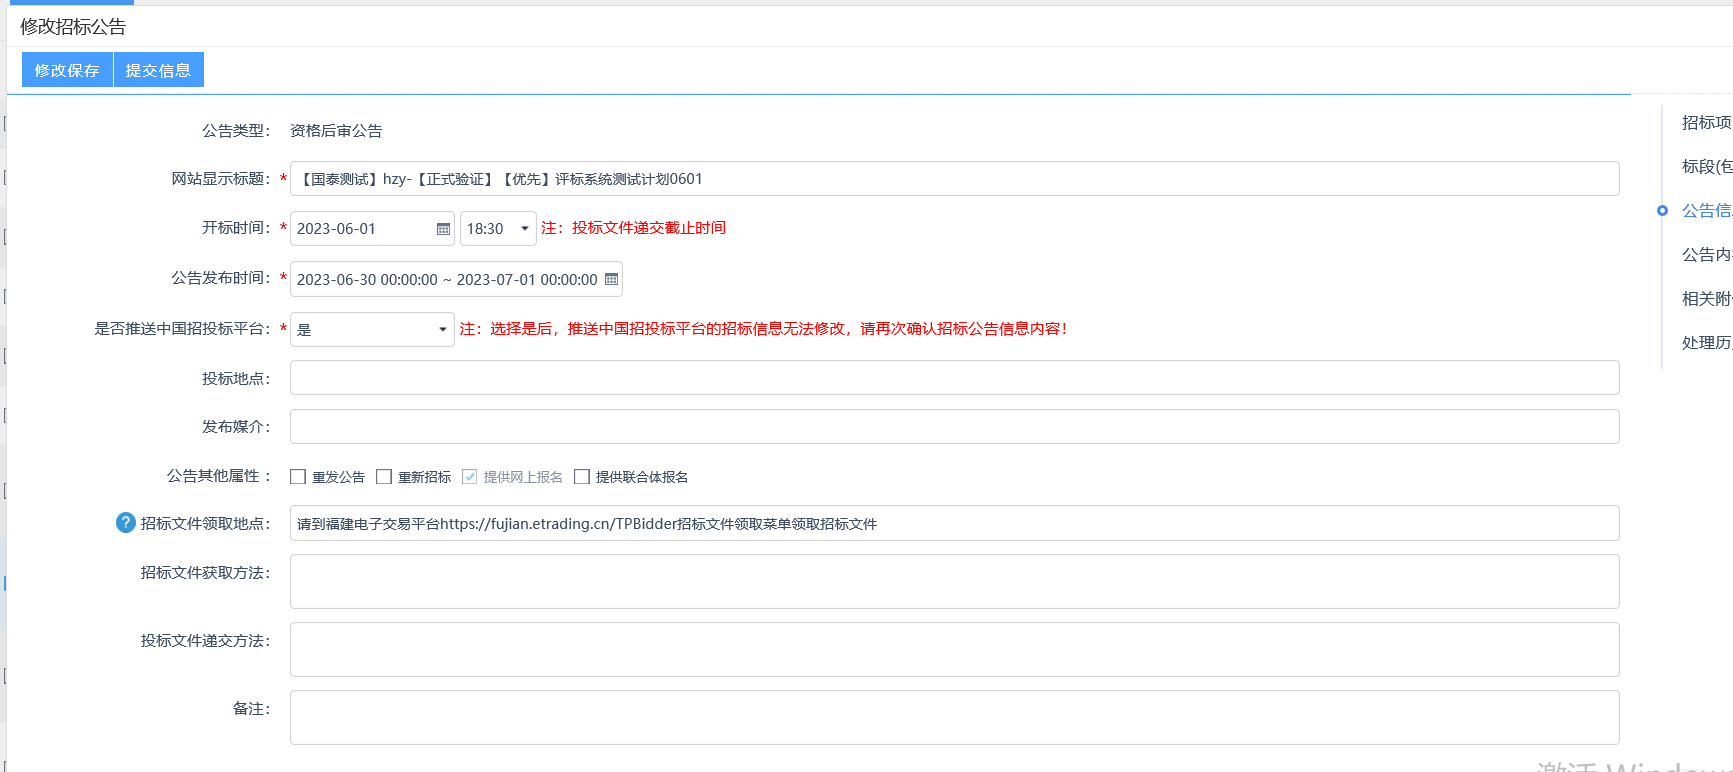 修改招标公告
修改保存 提交信息
公告类型： 资格后审公告
网站显示标题： * 【国泰测试】hzy-【正式验证】【优先】评标系统测试计划0601
开标时间： * 2023-06-01 18:30 注：投标文件递交截止时间
公告发布时间： * 2023-06-30 00:00:00 ~ 2023-07-01 00:00:00
是否推送中国招投标平台： * 是 注：选择是后，推送中国招投标平台的招标信息无法修改，请再次确认招标公告信息内容！
投标地点：
发布媒介：
公告其他属性： 重发公告 重新招标 提供网上报名 提供联合体报名
? 招标文件领取地点： 请到福建电子交易平台https://fujian.etrading.cn/TPBidder招标文件领取菜单领取招标文件
招标文件获取方法：
投标文件递交方法：
备注：
招标项
标段(包
公告信
公告内
相关附
处理历
激活 Windows